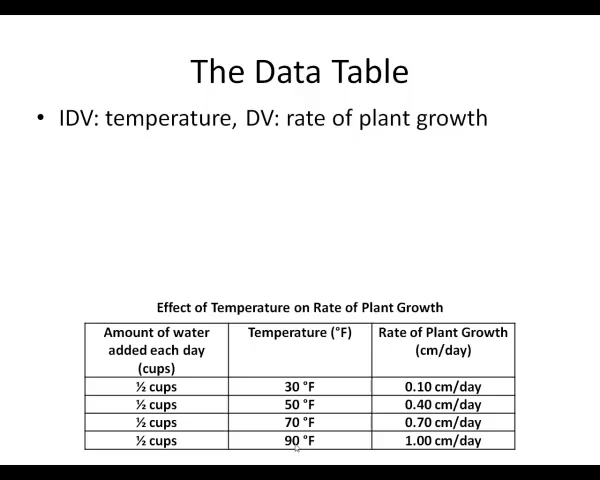 The Data Table
• IDV: temperature, DV: rate of plant growth
Effect of Temperature on Rate of Plant Growth
Amount of water added each day (cups) Temperature (°F) Rate of Plant Growth (cm/day)
½ cups 30 °F 0.10 cm/day
½ cups 50 °F 0.40 cm/day
½ cups 70 °F 0.70 cm/day
½ cups 90 °F 1.00 cm/day